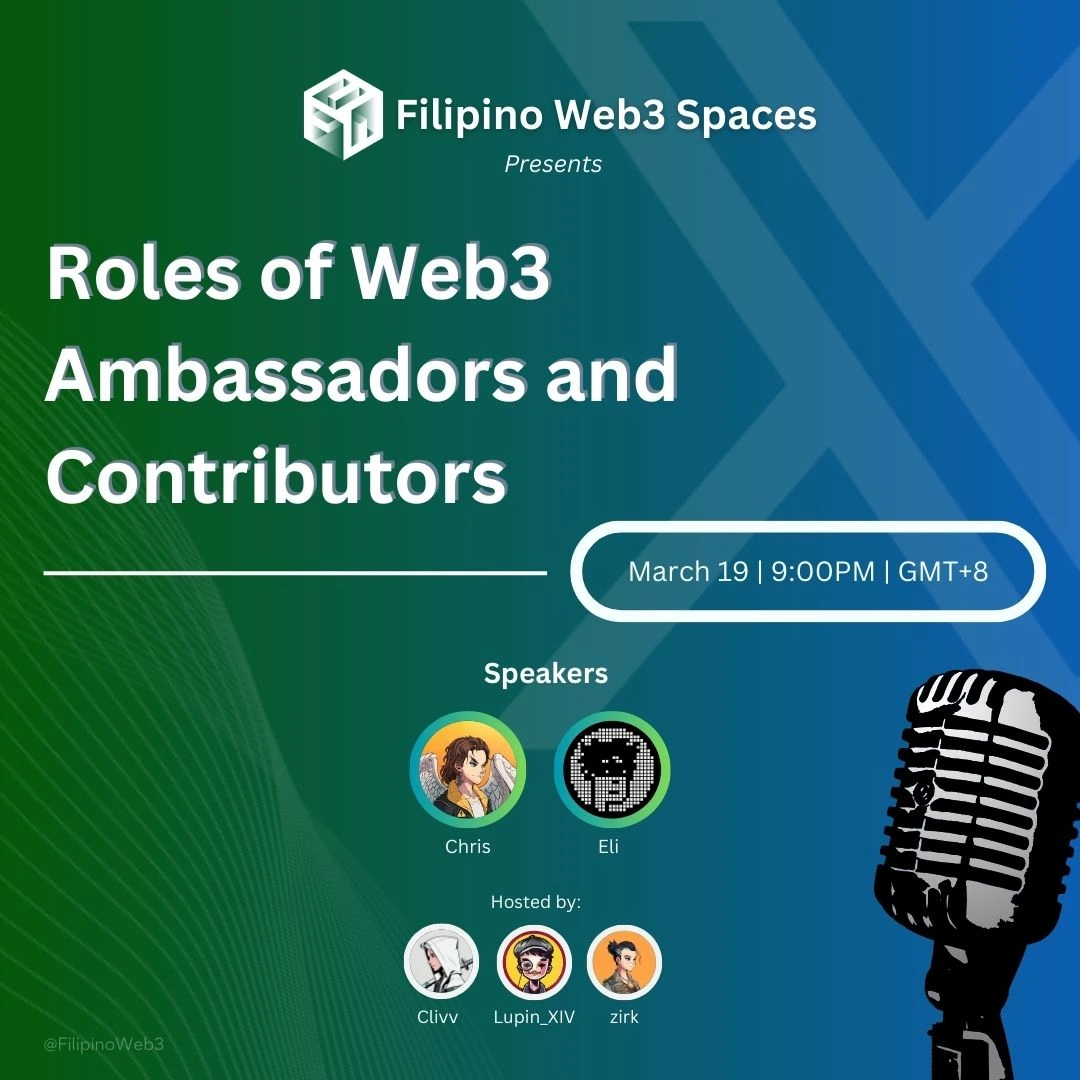 Filipino Web3 Spaces
Presents
Roles of Web3
Ambassadors and
Contributors
March 19 | 9:00PM | GMT+8
Speakers
Chris
Eli
Hosted by:
Clivv
Lupin_XIV
zirk
@FilipinoWeb3